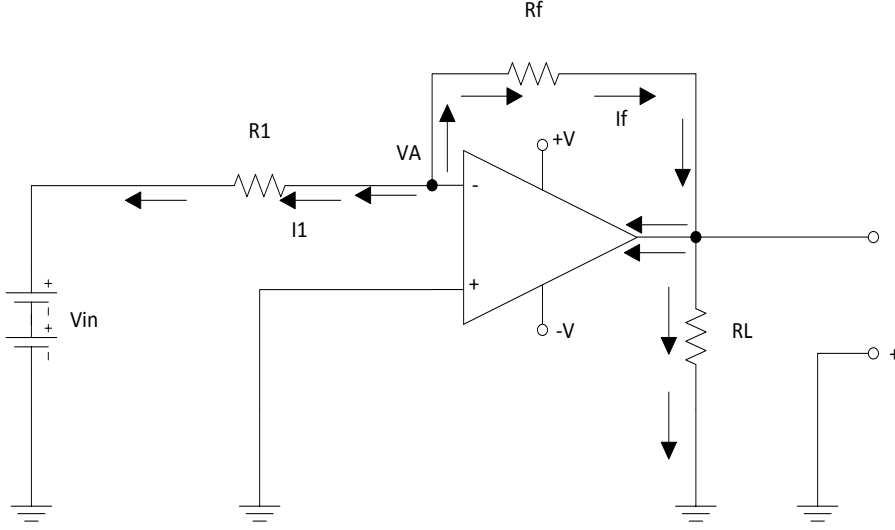 Rf
R1
VA
If
+V
-
I1
+
+
-
Vin
+
-
-V
RL
+